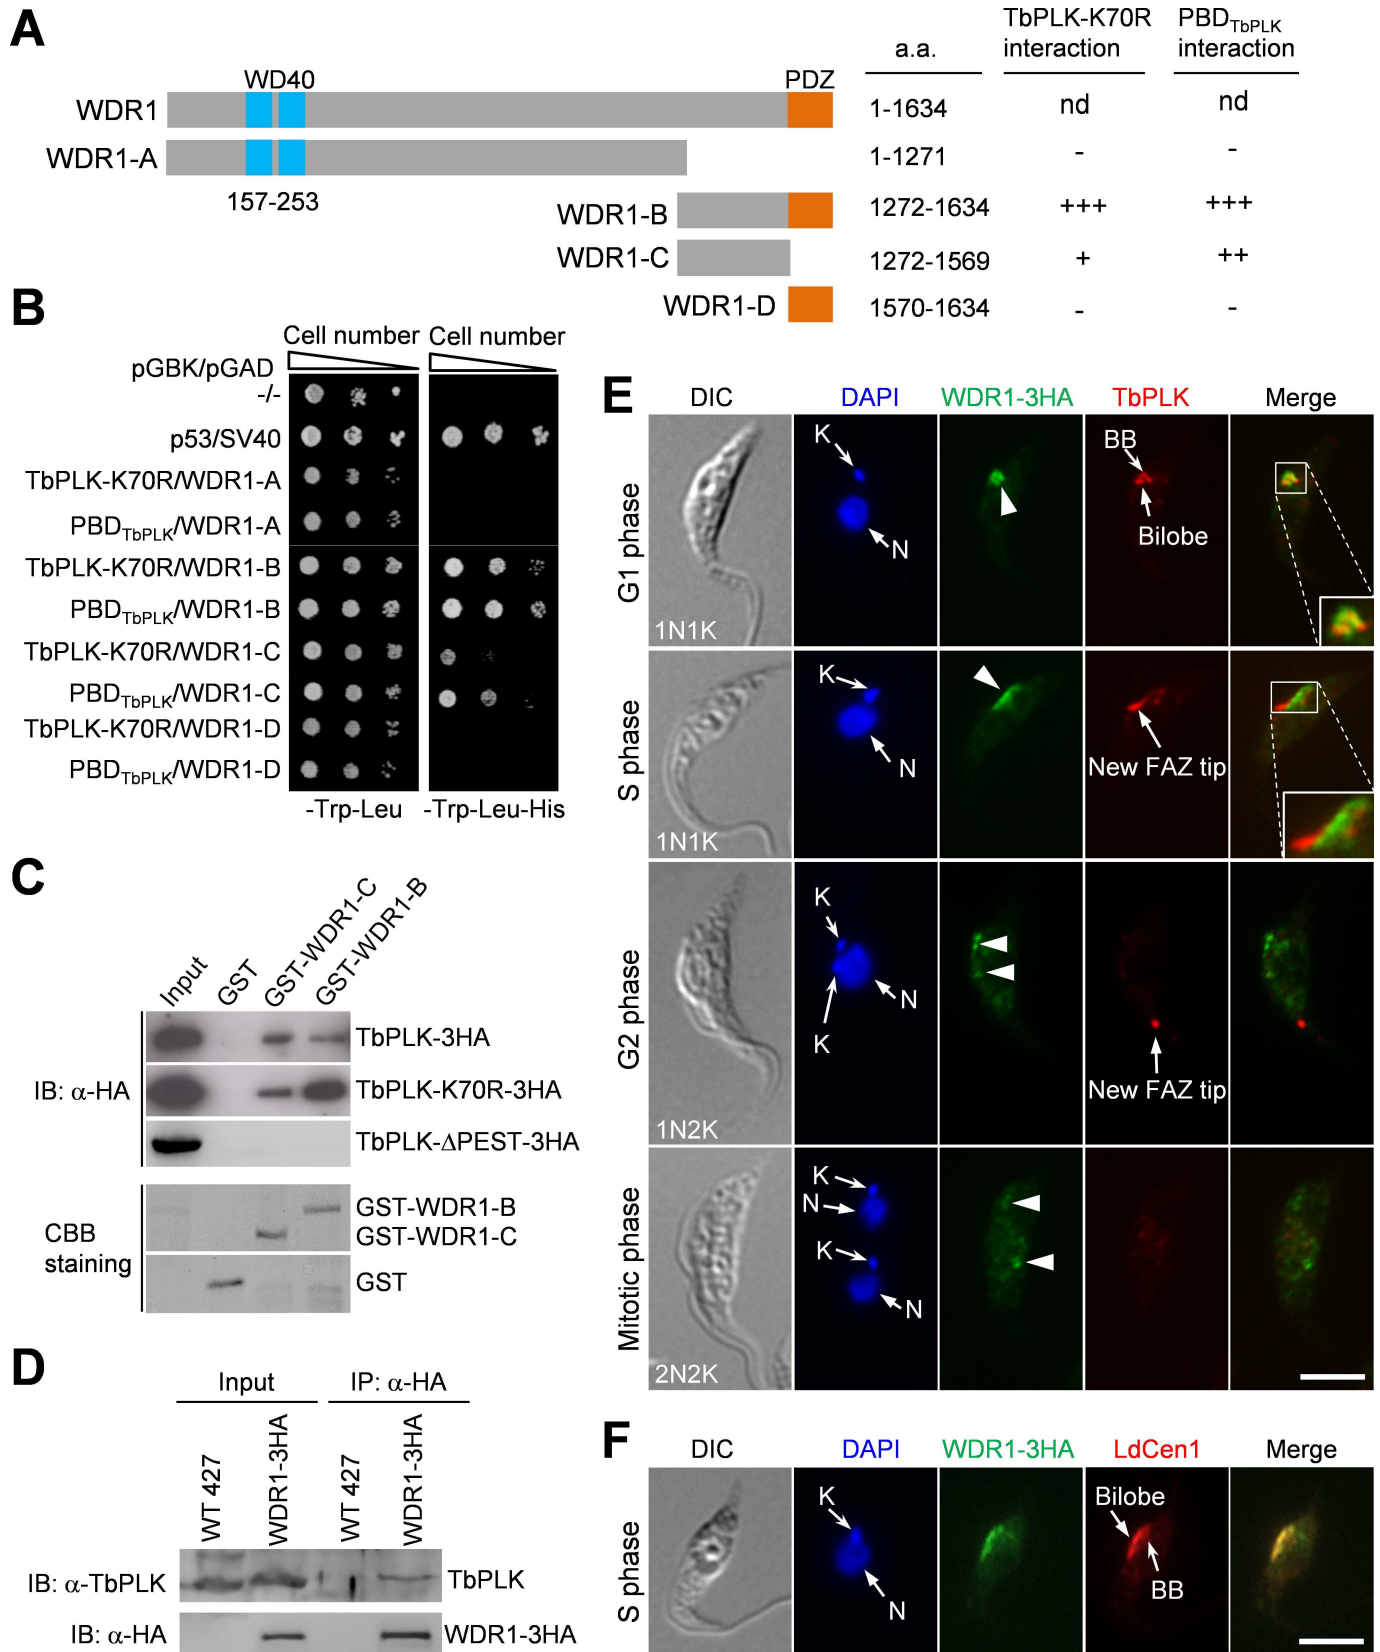 A
TbPLK-K70R interaction
PBDTbPLK interaction
a.a.
WD40
PDZ
WDR1
1-1634
nd
nd
WDR1-A
1-1271
-
-
157-253
WDR1-B
1272-1634
+++
+++
WDR1-C
1272-1569
+
++
WDR1-D
1570-1634
-
-
B
Cell number
Cell number
pGBK/pGAD
-/-
p53/SV40
TbPLK-K70R/WDR1-A
PBDTbPLK/WDR1-A
TbPLK-K70R/WDR1-B
PBDTbPLK/WDR1-B
TbPLK-K70R/WDR1-C
PBDTbPLK/WDR1-C
TbPLK-K70R/WDR1-D
PBDTbPLK/WDR1-D
-Trp-Leu
-Trp-Leu-His
C
Input
GST
GST-WDR1-C
GST-WDR1-B
IB: α-HA
TbPLK-3HA
TbPLK-K70R-3HA
TbPLK-ΔPEST-3HA
CBB
staining
GST-WDR1-B
GST-WDR1-C
GST
D
Input
IP: α-HA
WT 427
WDR1-3HA
WT 427
WDR1-3HA
IB: α-TbPLK
TbPLK
IB: α-HA
WDR1-3HA
E
DIC
DAPI
WDR1-3HA
TbPLK
Merge
G1 phase
1N1K
K
N
BB
Bilobe
S phase
1N1K
K
N
New FAZ tip
G2 phase
1N2K
K
N
K
New FAZ tip
Mitotic phase
2N2K
K
N
K
N
F
DIC
DAPI
WDR1-3HA
LdCen1
Merge
S phase
K
N
Bilobe
BB